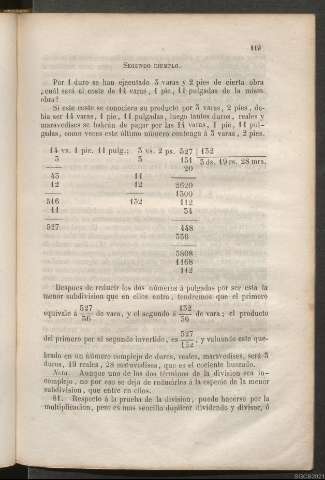 119
SEGUNDO EJEMPLO.
Por 1 duro se han ejecutado 3 varas y 2 pies de cierta obra
¿cuál será el coste de 14 varas, 1 pie, 11 pulgadas de la misma
obra?
Si este coste se conociera su producto por 3 varas, 2 pies, de-
bia ser 14 varas, 1 pie, 11 pulgadas, luego tantos duros, reales y
maravedises se habrán de pagar por las 14 varas, 1 pie, 11 pul-
gadas, como veces este último número contenga á 3 varas, 2 pies.
14 vs. 1 pie. 11 pulg.; 3 vs. 2 ps. 527 | 132
3 3 131 3 ds. 19 rs. 28 mrs.
20
43 11
12 12 2620
1300
516 132 112
11 34
527 448
336
3808
1168
112
Despues de reducir los dos números á pulgadas por ser esta la
menor subdivision que en ellos entra, tendremos que el primero
equivale á 527/36 de vara, y el segundo á 132/36 de vara; el producto
del primero por el segundo invertido, es 527/132, y valuando este que-
brado en un número complejo de duros, reales, maravedises, será 3
duros, 19 reales, 28 maravedises, que es el cociente buscado.
NOTA. Aunque uno de los dos términos de la division sea in-
complejo, no por eso se deja de reducirles á la especie de la menor
subdivision, que entre en ellos.
61. Respecto á la prueba de la division, puede hacerse por la
multiplicacion, pero es mas sencillo duplicar dividendo y divisor, ó